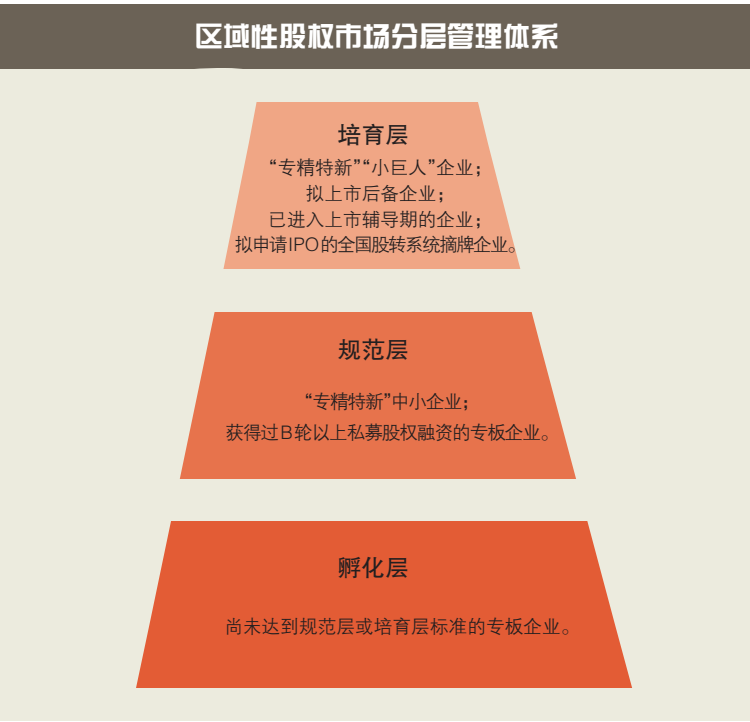 区域性股权市场分层管理体系
培育层
“专精特新”“小巨人”企业；
拟上市后备企业；
已进入上市辅导期的企业；
拟申请IPO的全国股转系统摘牌企业。
规范层
“专精特新”中小企业；
获得过B轮以上私募股权融资的专板企业。
孵化层
尚未达到规范层或培育层标准的专板企业。